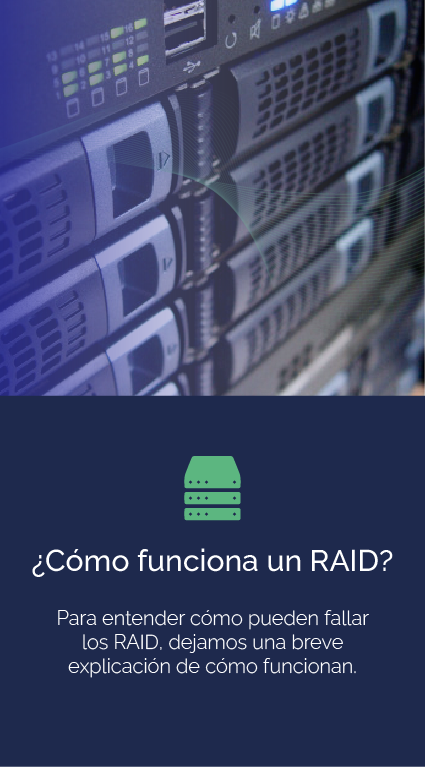 ¿Cómo funciona un RAID?
Para entender cómo pueden fallar
los RAID, dejamos una breve
explicación de cómo funcionan.